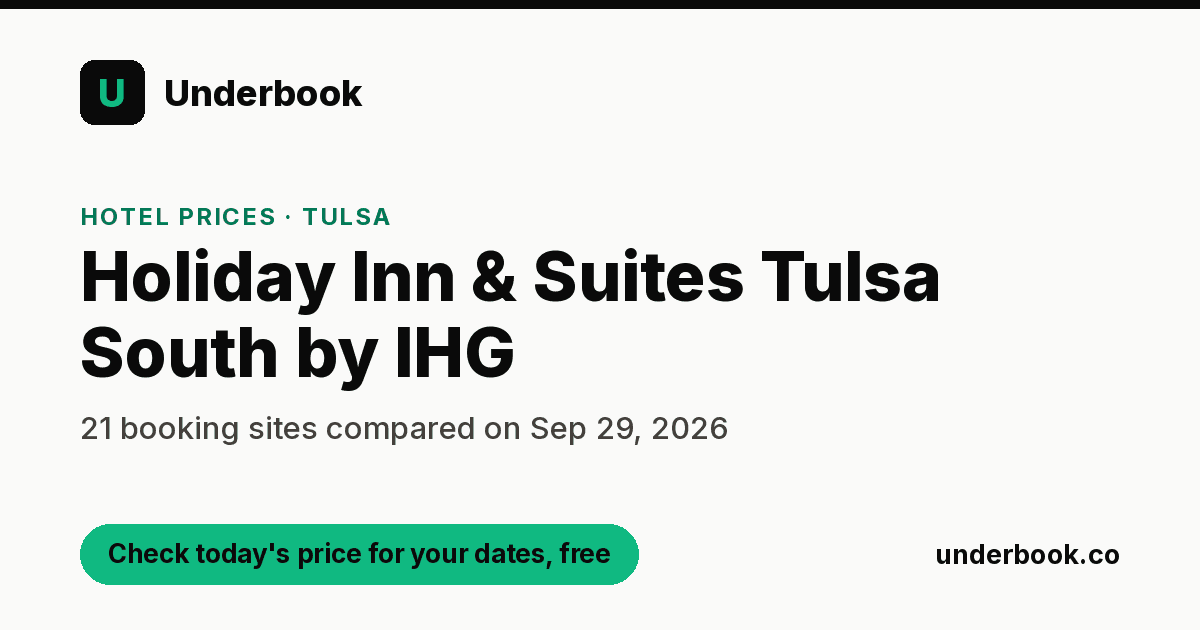 U Underbook
HOTEL PRICES · TULSA
Holiday Inn & Suites Tulsa
South by IHG
21 booking sites compared on Sep 29, 2026
Check today's price for your dates, free
underbook.co